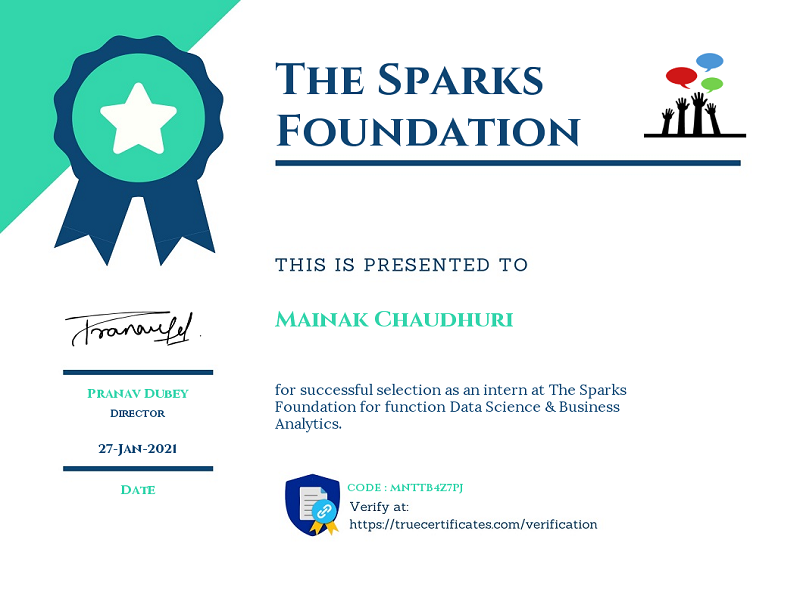 The Sparks
Foundation
THIS IS PRESENTED TO
Mainak Chaudhuri
for successful selection as an intern at The Sparks
Foundation for function Data Science & Business
Analytics.
Pranav Dubey
Director
27-Jan-2021
Date
CODE : MNTTB4Z7PJ
Verify at:
https://truecertificates.com/verification